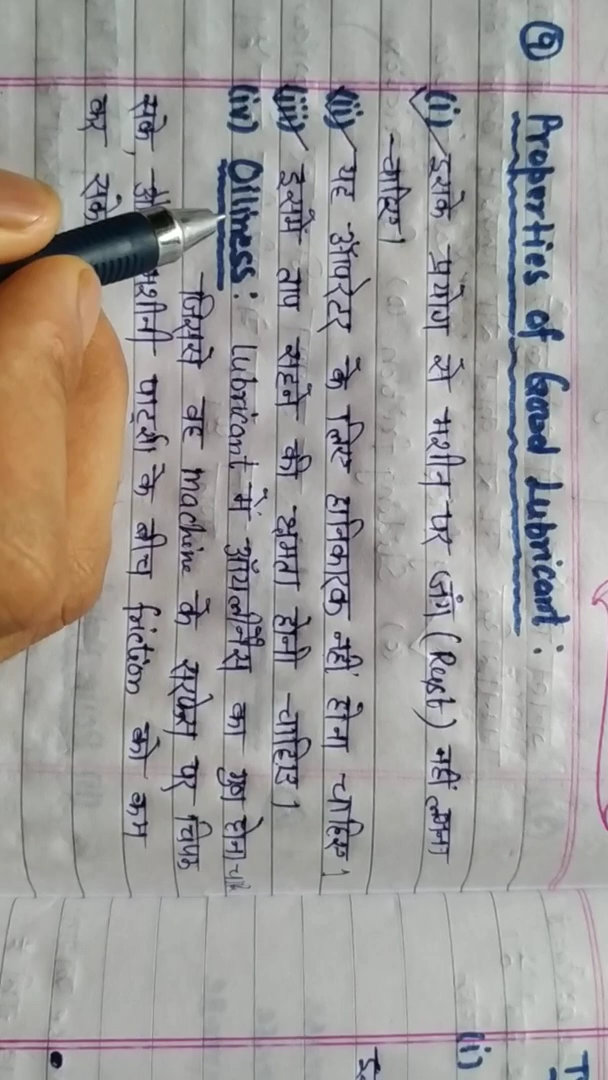 9 Properties of Good Lubricant:
(i) इसके प्रयोग से मशीन पर जंग (Rust) नहीं लगना
चाहिए।
(ii) यह ऑपरेटर के लिए हानिकारक नहीं होना चाहिए।
(iii) इसमें ताप सहने की क्षमता होनी चाहिए।
(iv) Oiliness: Lubricant में ऑयलीनैस का गुण होना
जिससे वह machine के सरफेस पर चिपक
सके, मशीनी पार्ट्स के बीच friction को कम
कर सके
(i)